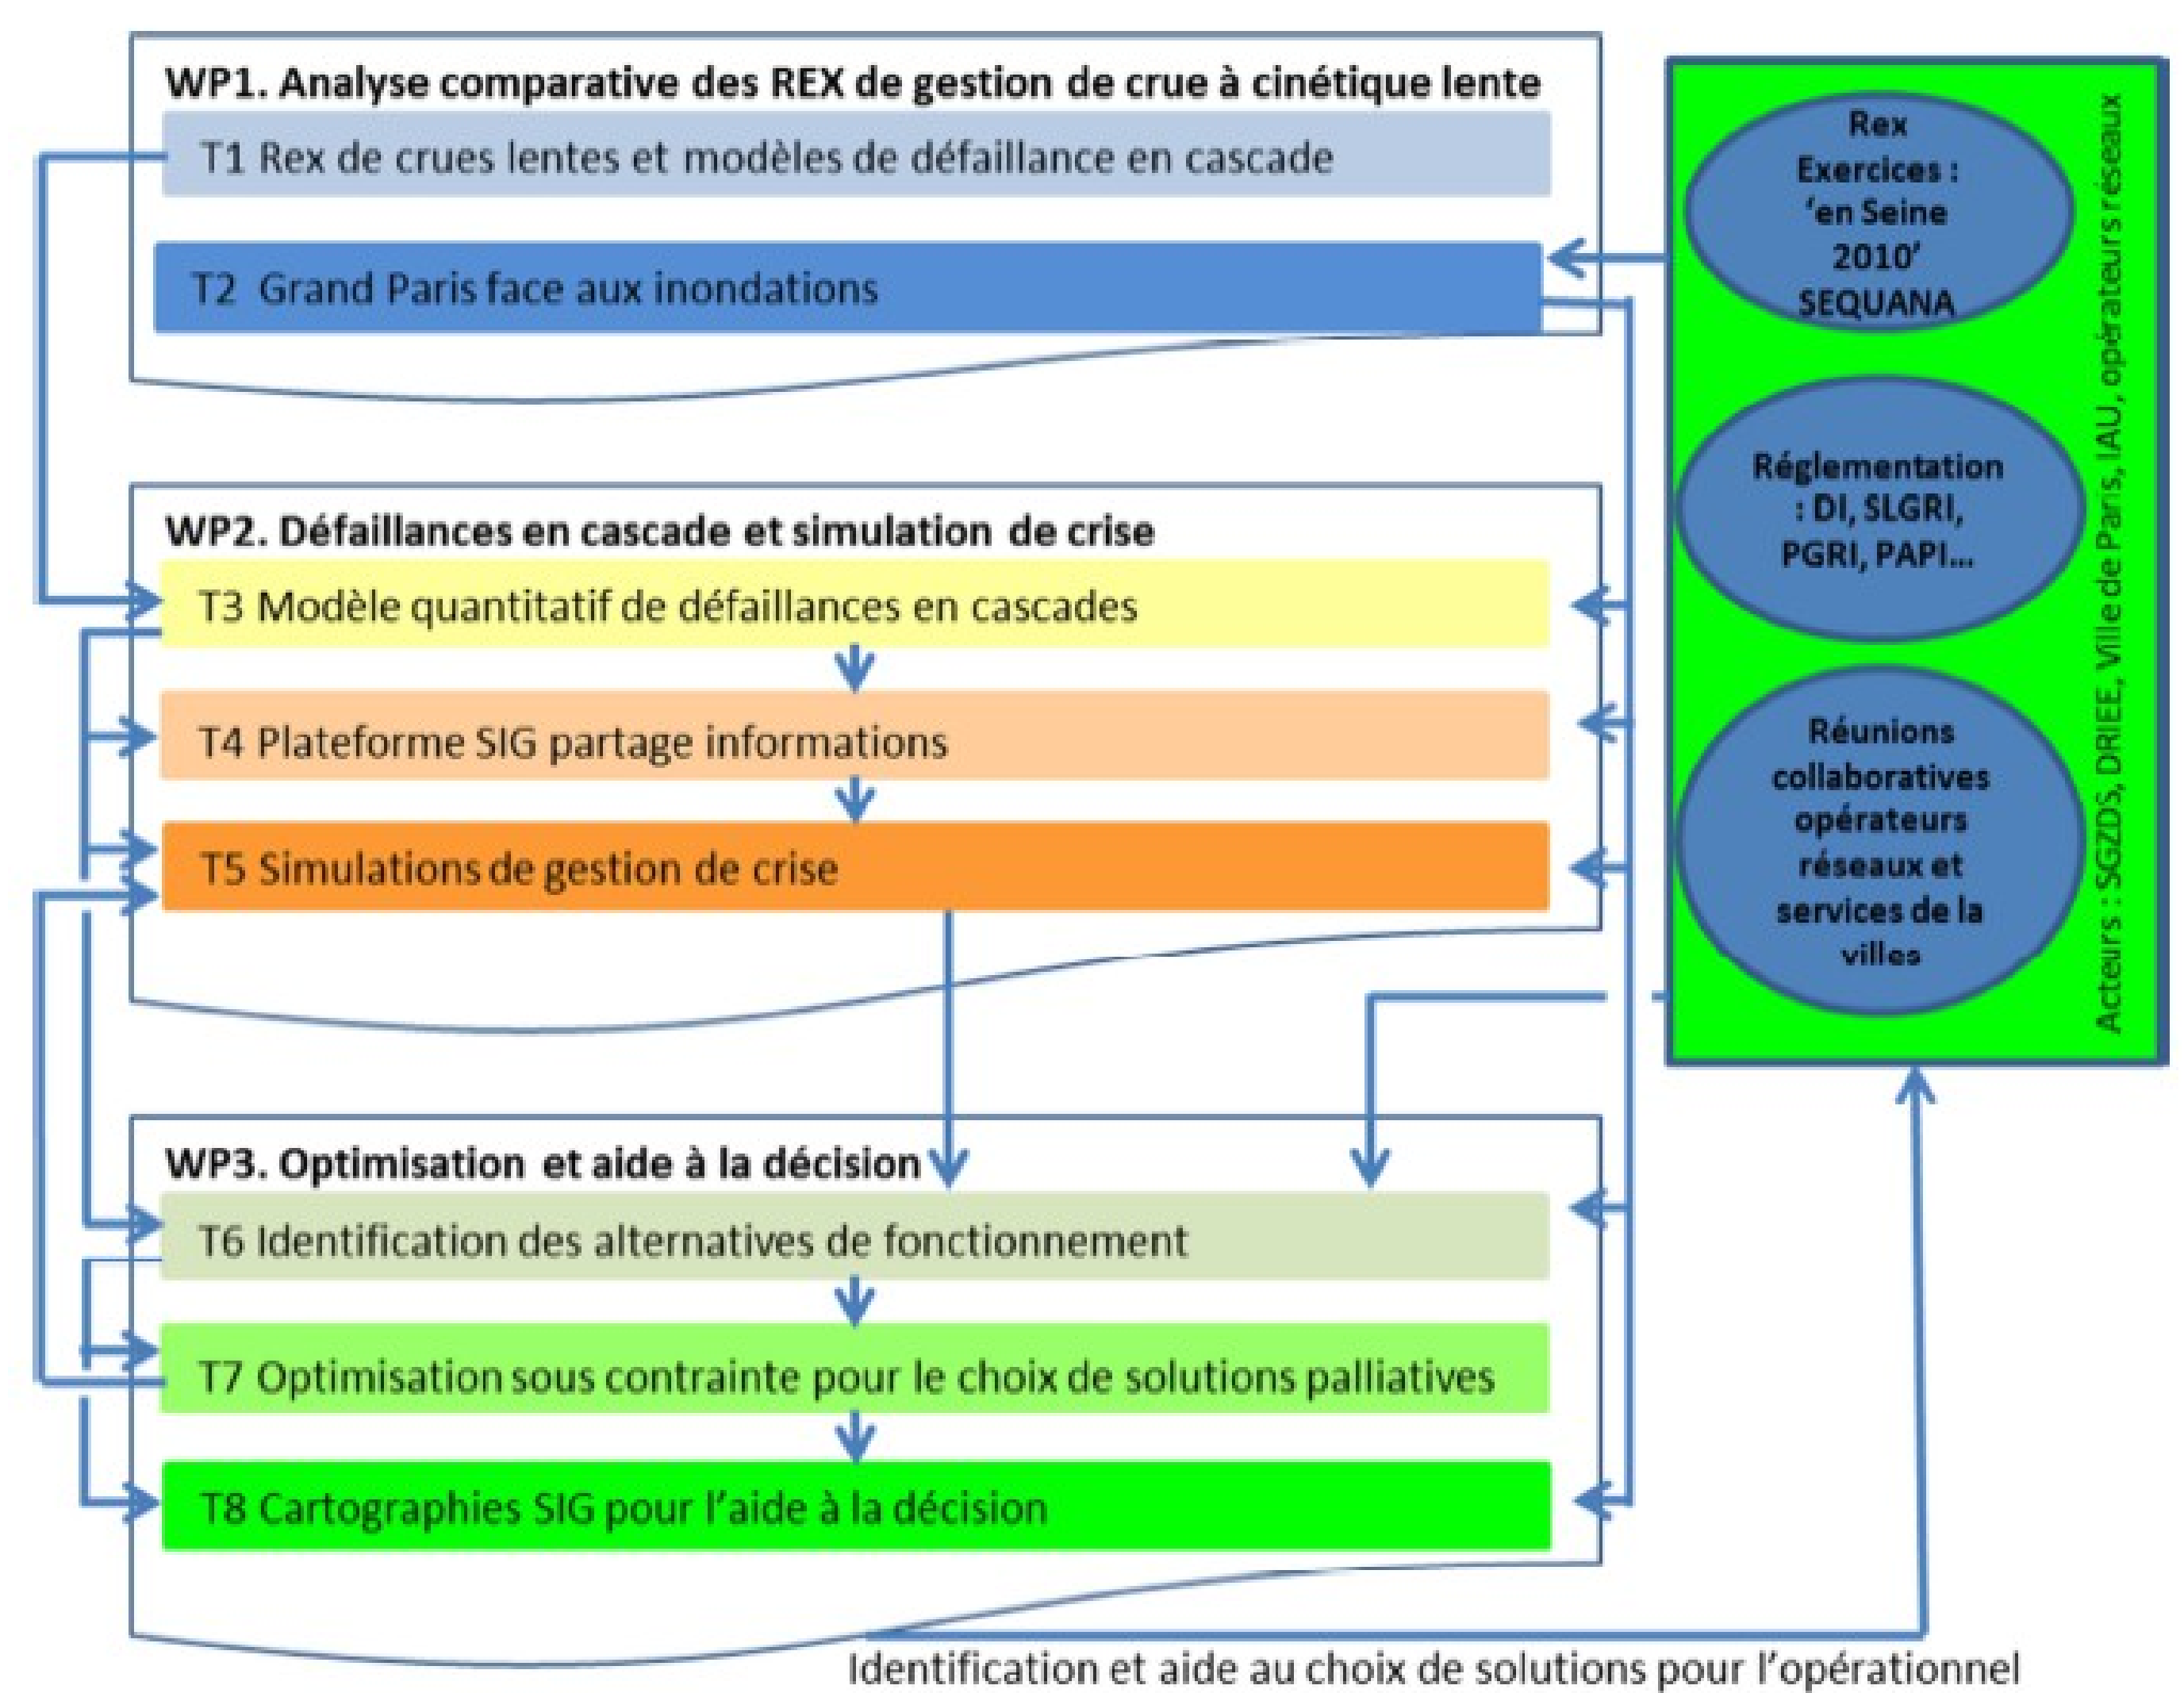 WP1. Analyse comparative des REX de gestion de crue à cinétique lente
T1 Rex de crues lentes et modèles de défaillance en cascade
T2 Grand Paris face aux inondations
WP2. Défaillances en cascade et simulation de crise
T3 Modèle quantitatif de défaillances en cascades
T4 Plateforme SIG partage informations
T5 Simulations de gestion de crise
WP3. Optimisation et aide à la décision
T6 Identification des alternatives de fonctionnement
T7 Optimisation sous contrainte pour le choix de solutions palliatives
T8 Cartographies SIG pour l'aide à la décision
Identification et aide au choix de solutions pour l'opérationnel
Rex
Exercices :
‘en Seine
2010’
SEQUANA
Réglementation
: DI, SLGRI,
PGRI, PAPI...
Réunions
collaboratives
opérateurs
réseaux et
services de la
villes
Acteurs : SGZDS, DRIEE, Ville de Paris, IAU, opérateurs réseaux